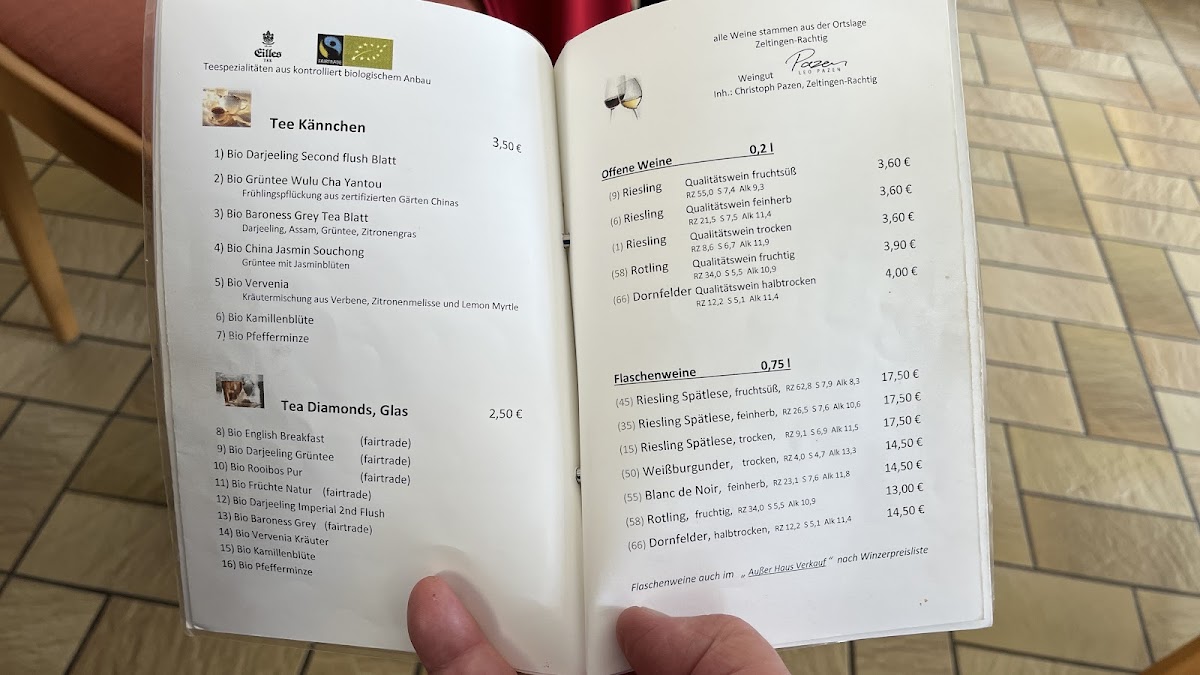 Eilles
TEE
FAIRTRADE
Teespezialitäten aus kontrolliert biologischem Anbau
Tee Kännchen
3,50 €
1) Bio Darjeeling Second flush Blatt
2) Bio Grüntee Wulu Cha Yantou
Frühlingspflückung aus zertifizierten Gärten Chinas
3) Bio Baroness Grey Tea Blatt
Darjeeling, Assam, Grüntee, Zitronengras
4) Bio China Jasmin Souchong
Grüntee mit Jasminblüten
5) Bio Vervenia
Kräutermischung aus Verbene, Zitronenmelisse und Lemon Myrtle
6) Bio Kamillenblüte
7) Bio Pfefferminze
Tea Diamonds, Glas 2,50 €
8) Bio English Breakfast (fairtrade)
9) Bio Darjeeling Grüntee (fairtrade)
10) Bio Rooibos Pur (fairtrade)
11) Bio Früchte Natur (fairtrade)
12) Bio Darjeeling Imperial 2nd Flush
13) Bio Baroness Grey (fairtrade)
14) Bio Vervenia Kräuter
15) Bio Kamillenblüte
16) Bio Pfefferminze
alle Weine stammen aus der Ortslage
Zeltingen-Rachtig
Pazen
LEO PAZEN
Weingut
Inh.: Christoph Pazen, Zeltingen-Rachtig
Offene Weine 0,2 l
(9) Riesling Qualitätswein fruchtsüß 3,60 €
RZ 55,0 S 7,4 Alk 9,3
(6) Riesling Qualitätswein feinherb 3,60 €
RZ 21,5 S 7,5 Alk 11,4
(1) Riesling Qualitätswein trocken 3,60 €
RZ 8,6 S 6,7 Alk 11,9
(58) Rotling Qualitätswein fruchtig 3,90 €
RZ 34,0 S 5,5 Alk 10,9
(66) Dornfelder Qualitätswein halbtrocken 4,00 €
RZ 12,2 S 5,1 Alk 11,4
Flaschenweine 0,75 l
(45) Riesling Spätlese, fruchtsüß, RZ 62,8 S 7,9 Alk 8,3 17,50 €
(35) Riesling Spätlese, feinherb, RZ 26,5 S 7,6 Alk 10,6 17,50 €
(15) Riesling Spätlese, trocken, RZ 9,1 S 6,9 Alk 11,5 17,50 €
(50) Weißburgunder, trocken, RZ 4,0 S 4,7 Alk 13,3 14,50 €
(55) Blanc de Noir, feinherb, RZ 23,1 S 7,6 Alk 11,8 14,50 €
(58) Rotling, fruchtig, RZ 34,0 S 5,5 Alk 10,9 13,00 €
(66) Dornfelder, halbtrocken, RZ 12,2 S 5,1 Alk 11,4 14,50 €
Flaschenweine auch im „ Außer Haus Verkauf “ nach Winzerpreisliste